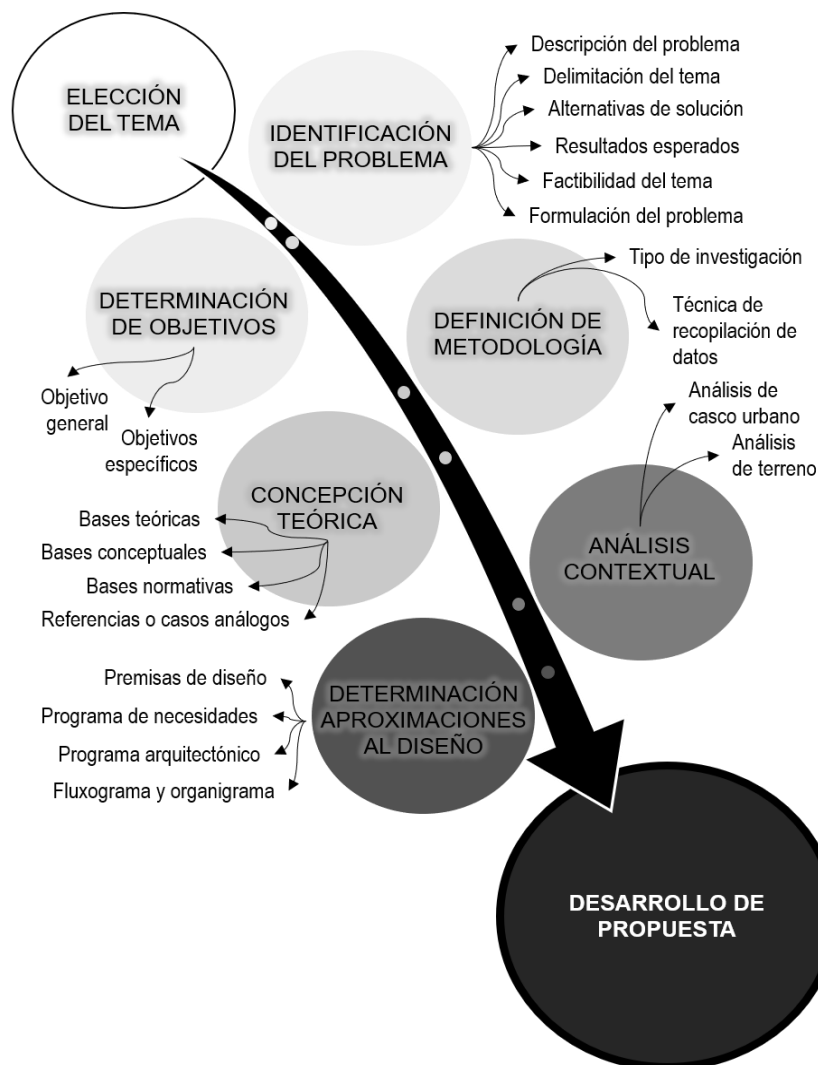 ELECCIÓN
DEL TEMA
IDENTIFICACIÓN
DEL PROBLEMA
Descripción del problema
Delimitación del tema
Alternativas de solución
Resultados esperados
Factibilidad del tema
Formulación del problema
DETERMINACIÓN
DE OBJETIVOS
Objetivo
general
Objetivos
específicos
DEFINICIÓN DE
METODOLOGÍA
Tipo de investigación
Técnica de
recopilación de
datos
CONCEPCIÓN
TEÓRICA
Bases teóricas
Bases conceptuales
Bases normativas
Referencias o casos análogos
ANÁLISIS
CONTEXTUAL
Análisis de
casco urbano
Análisis
de terreno
DETERMINACIÓN
APROXIMACIONES
AL DISEÑO
Premisas de diseño
Programa de necesidades
Programa arquitectónico
Fluxograma y organigrama
DESARROLLO DE
PROPUESTA